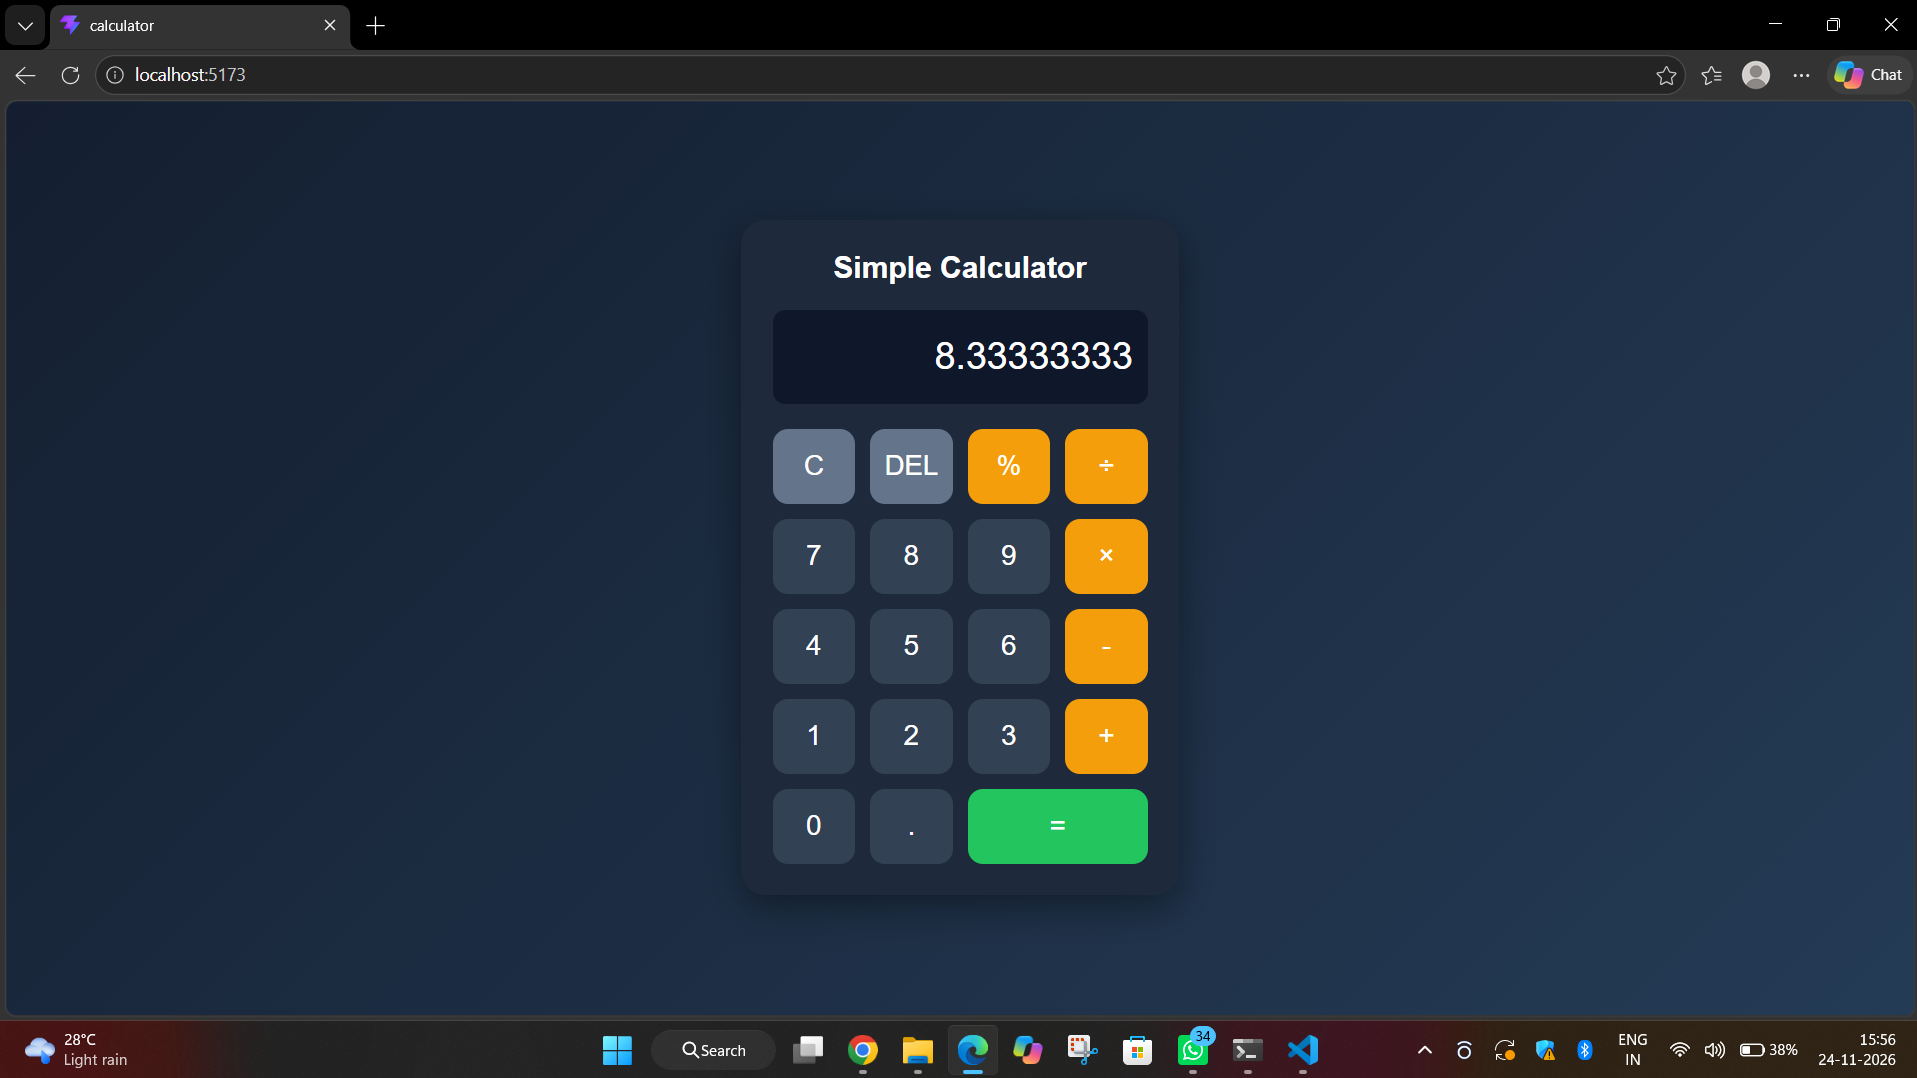 calculator
localhost:5173
Chat
Simple Calculator
8.33333333
C DEL % ÷
7 8 9 ×
4 5 6 -
1 2 3 +
0 . =
28°C
Light rain
Search
34
ENG
IN
38%
15:56
24-11-2026